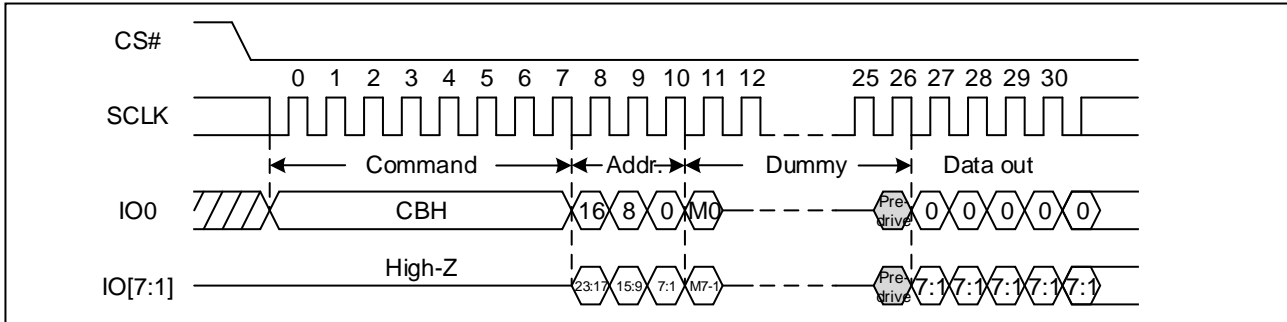 CS#
0 1 2 3 4 5 6 7 8 9 10 11 12 25 26 27 28 29 30
SCLK
Command Addr. Dummy Data out
IO0 CBH 16 8 0 M0 Pre-drive 0 0 0 0 0
High-Z
IO[7:1] 23:17 15:9 7:1 M7-1 Pre-drive 7:1 7:1 7:1 7:1 7:1